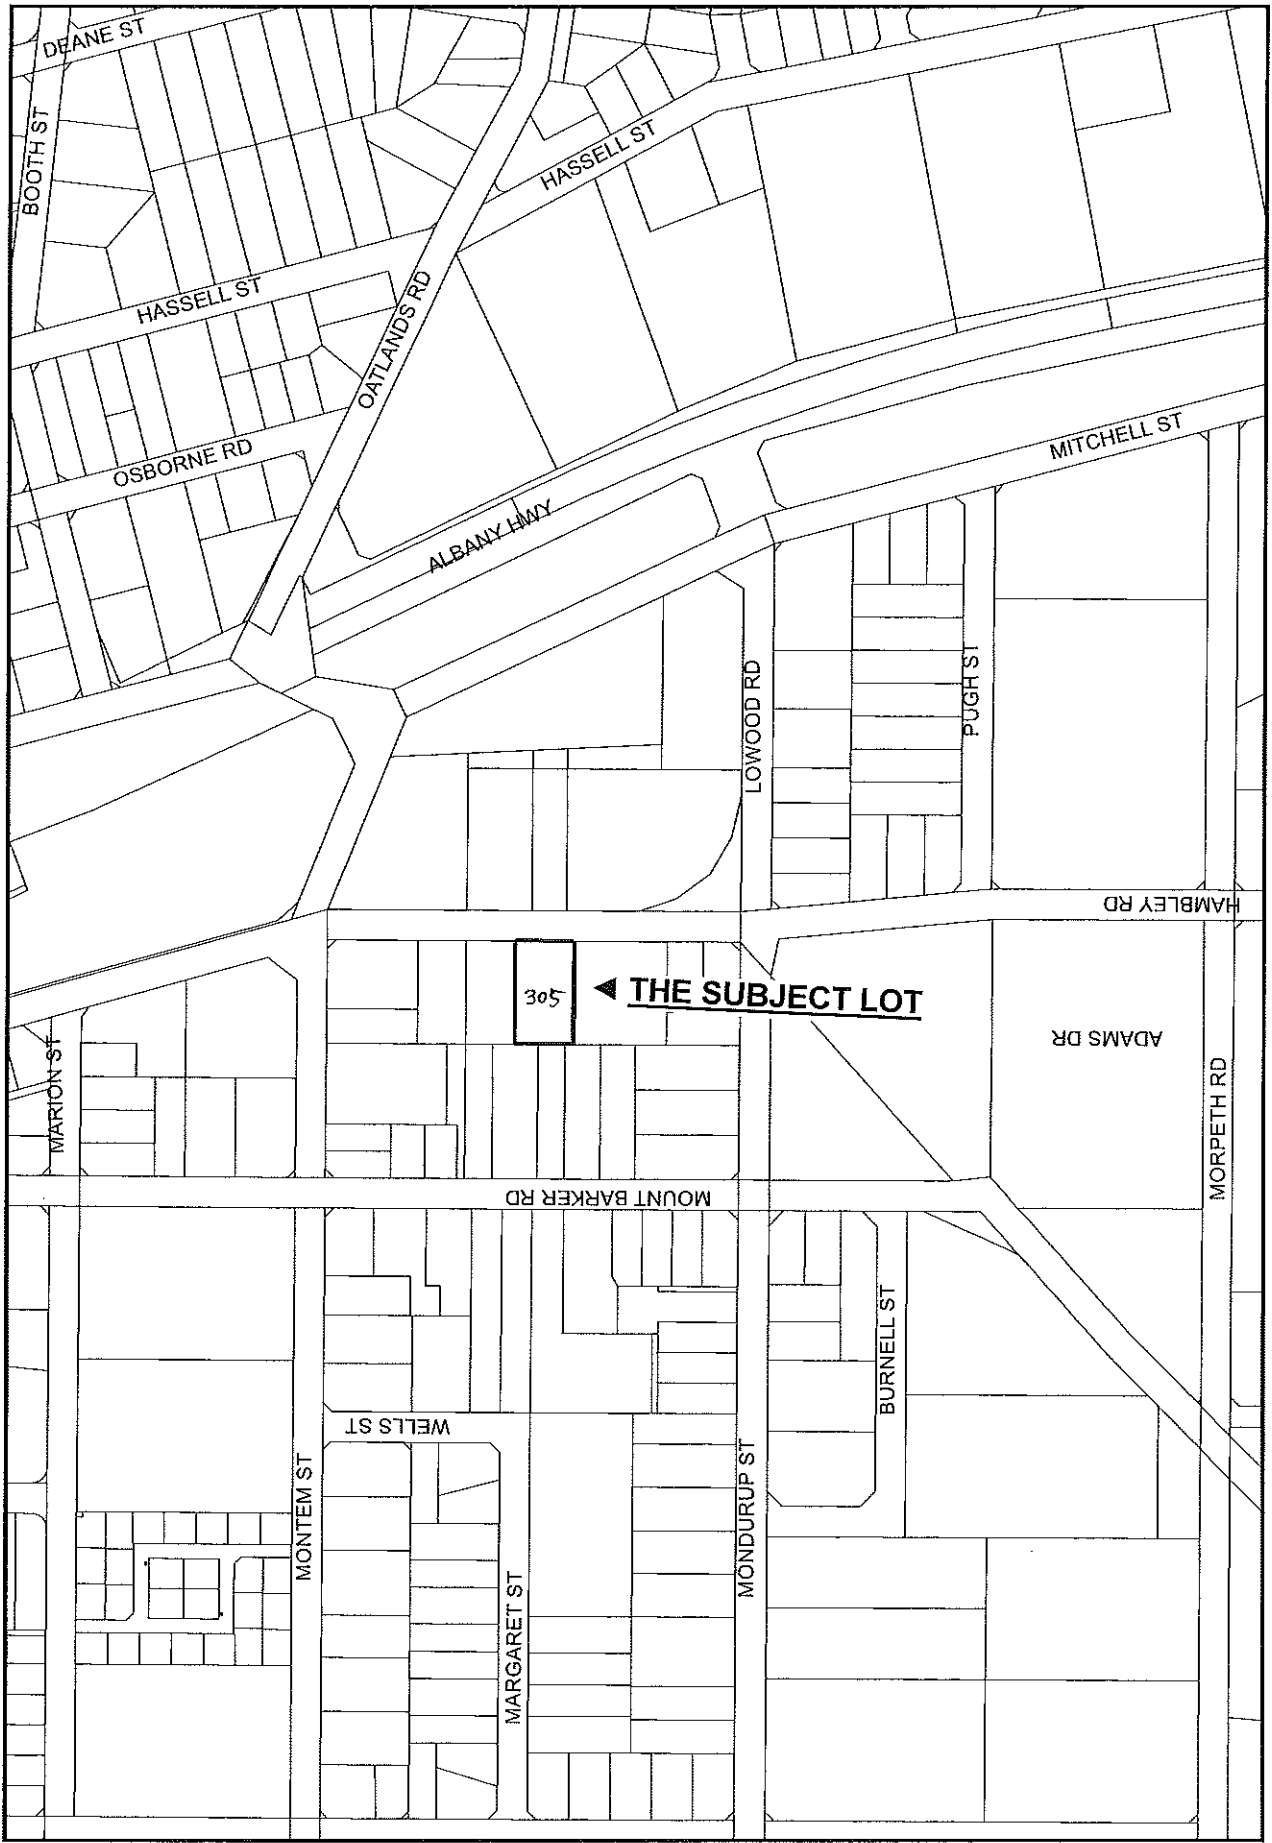 DEANE ST
BOOTH ST
HASSELL ST
HASSELL ST
OATLANDS RD
OSBORNE RD
ALBANY HWY
MITCHELL ST
LOWOOD RD
PUGH ST
HAMBLEY RD
305
THE SUBJECT LOT
ADAMS DR
MARION ST
MORPETH RD
MOUNT BARKER RD
BURNELL ST
WELLS ST
MONTEM ST
MONDURUP ST
MARGARET ST